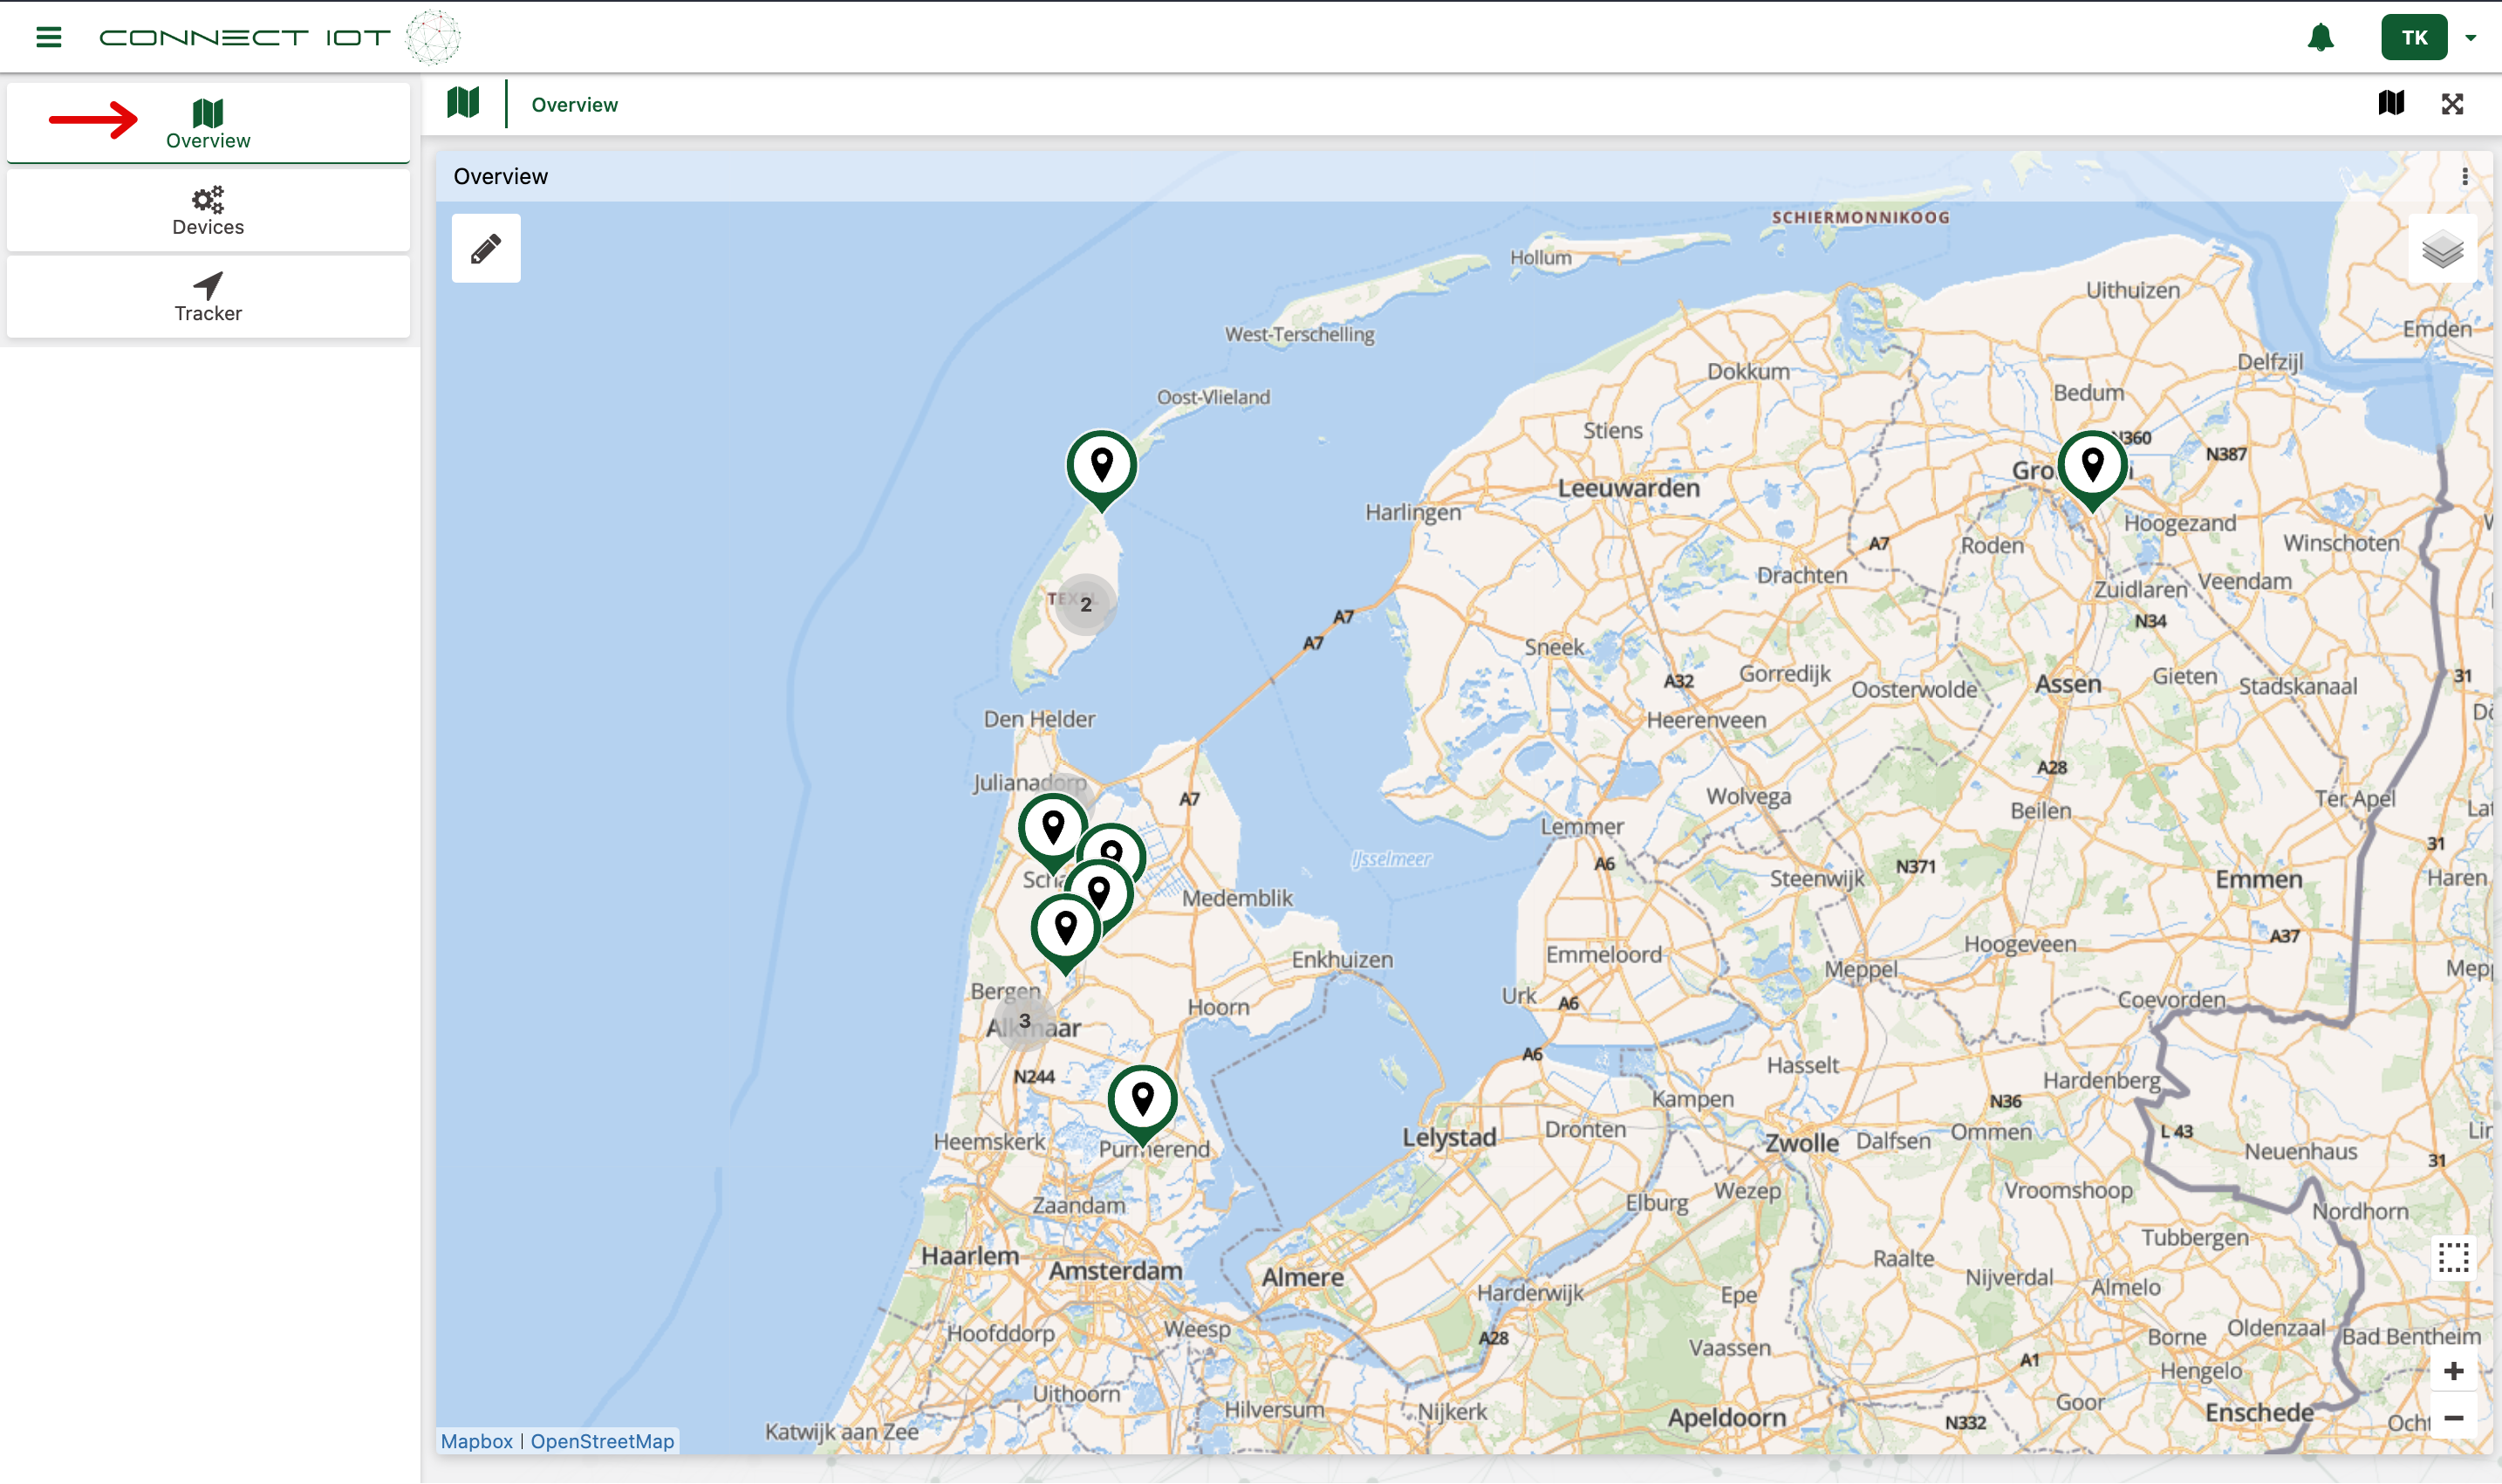 CONNECT IOT
TK
Overview
Devices
Tracker
Overview
Overview
SCHIERMONNIKOOG
Hollum
Uithuizen
West-Terschelling
Emden
Delfzijl
Dokkum
Bedum
Oost-Vlieland
Stiens
N360
N387
Leeuwarden
Harlingen
Hoogezand
Winschoten
A7
Roden
Drachten
Veendam
Zuidlaren
2
A7
N34
A7
Sneek
Gorredijk
A32
Assen
Gieten
Stadskanaal
31
Oosterwolde
Den Helder
Heerenveen
A28
Julianadorp
A7
Wolvega
Ter Apel
Beilen
Lemmer
31
IJsselmeer
A6
N371
Steenwijk
Emmen
Haren
Medemblik
A37
Hoogeveen
Emmeloord
Enkhuizen
Meppel
Bergen
Urk
A6
Coevorden
Hoorn
3
Alkmaar
A6
Hasselt
N244
Hardenberg
Kampen
N36
Lelystad
Dronten
Zwolle
Dalfsen
Ommen
L 43
Heemskerk
Purmerend
Neuenhaus
31
Wezep
Vroomshoop
Elburg
Zaandam
Nordhorn
Tubbergen
Haarlem
Amsterdam
Almere
Raalte
Nijverdal
Almelo
Harderwijk
Epe
Hoofddorp
Weesp
A28
Oldenzaal
Bad Bentheim
Borne
Vaassen
A1
Hengelo
Uithoorn
Goor
Hilversum
Nijkerk
Apeldoorn
N332
Enschede
Katwijk aan Zee
Mapbox | OpenStreetMap